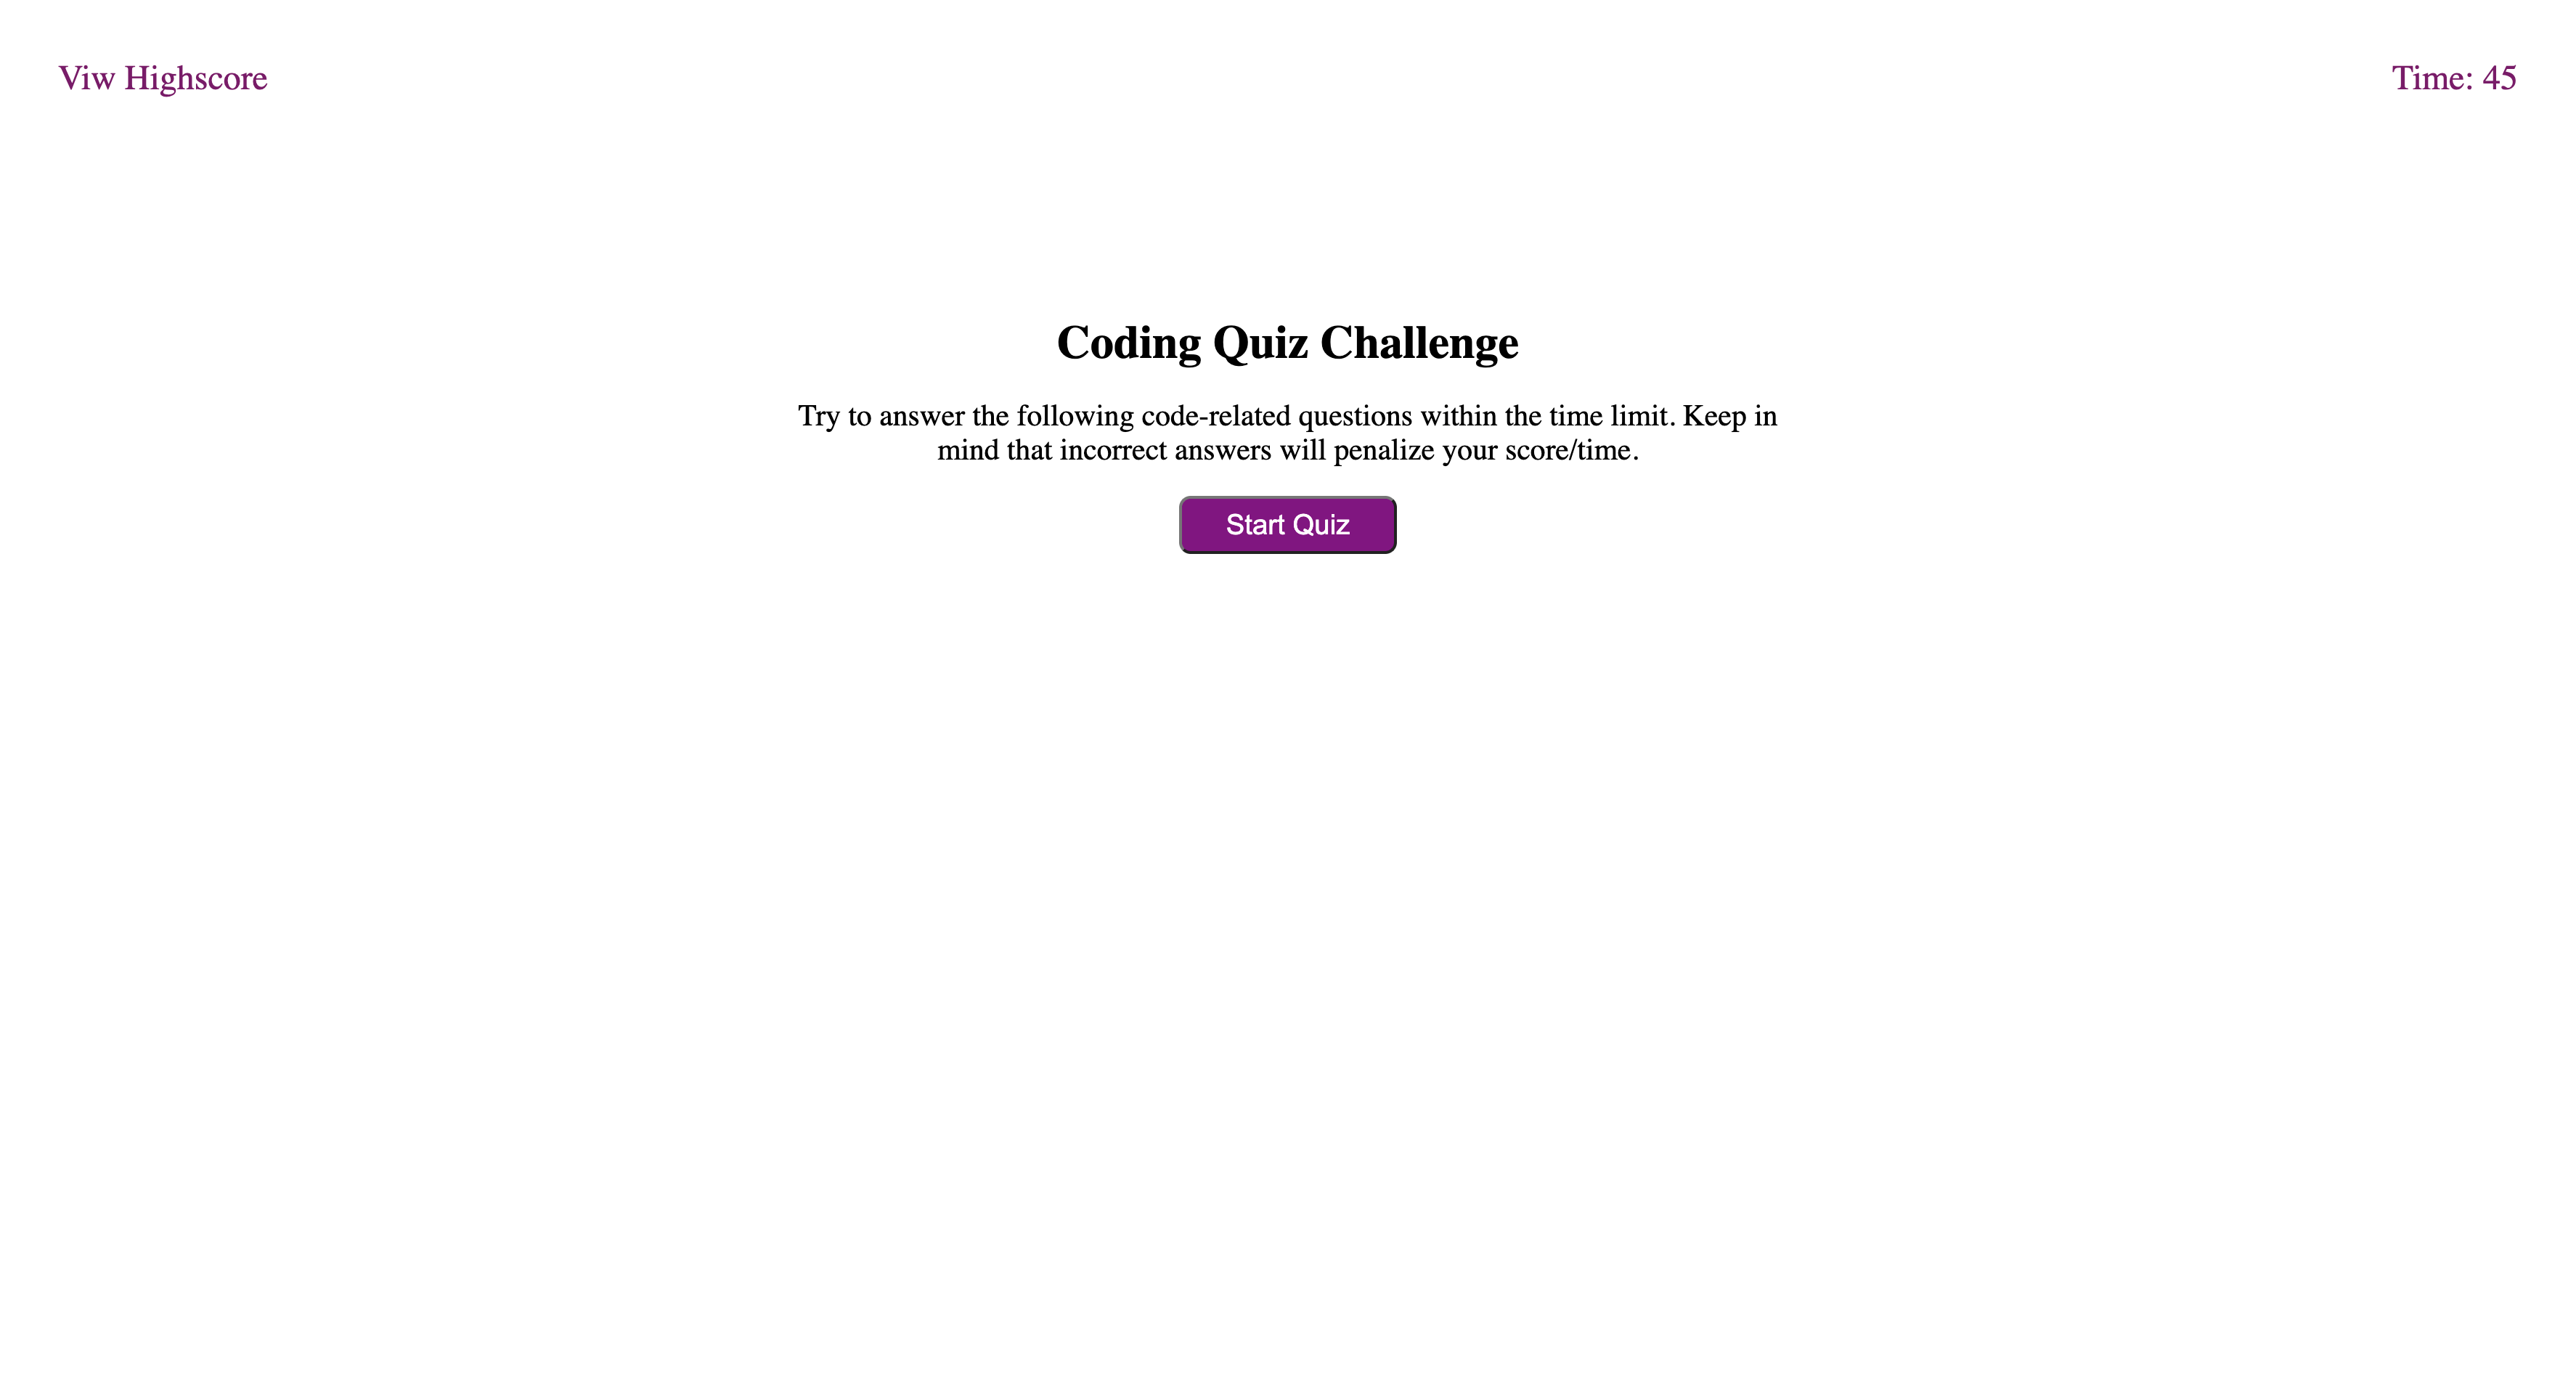 Viw Highscore
Time: 45
Coding Quiz Challenge
Try to answer the following code-related questions within the time limit. Keep in
mind that incorrect answers will penalize your score/time.
Start Quiz